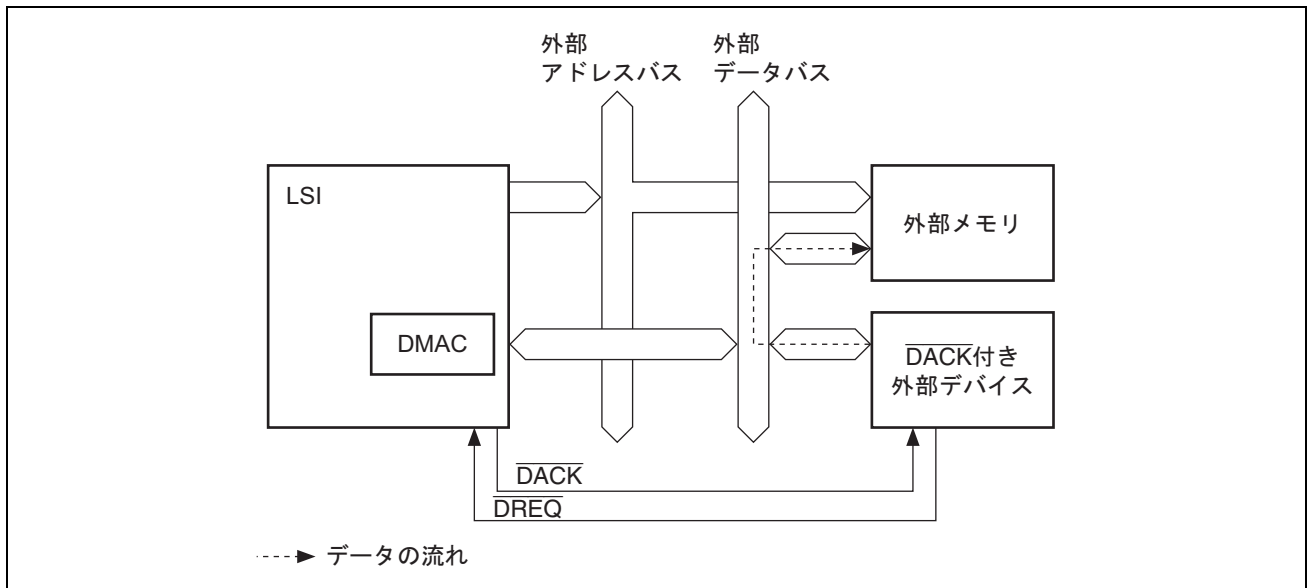 外部
アドレスバス
外部
データバス
LSI
外部メモリ
DMAC
DACK付き
外部デバイス
DACK
DREQ
データの流れ